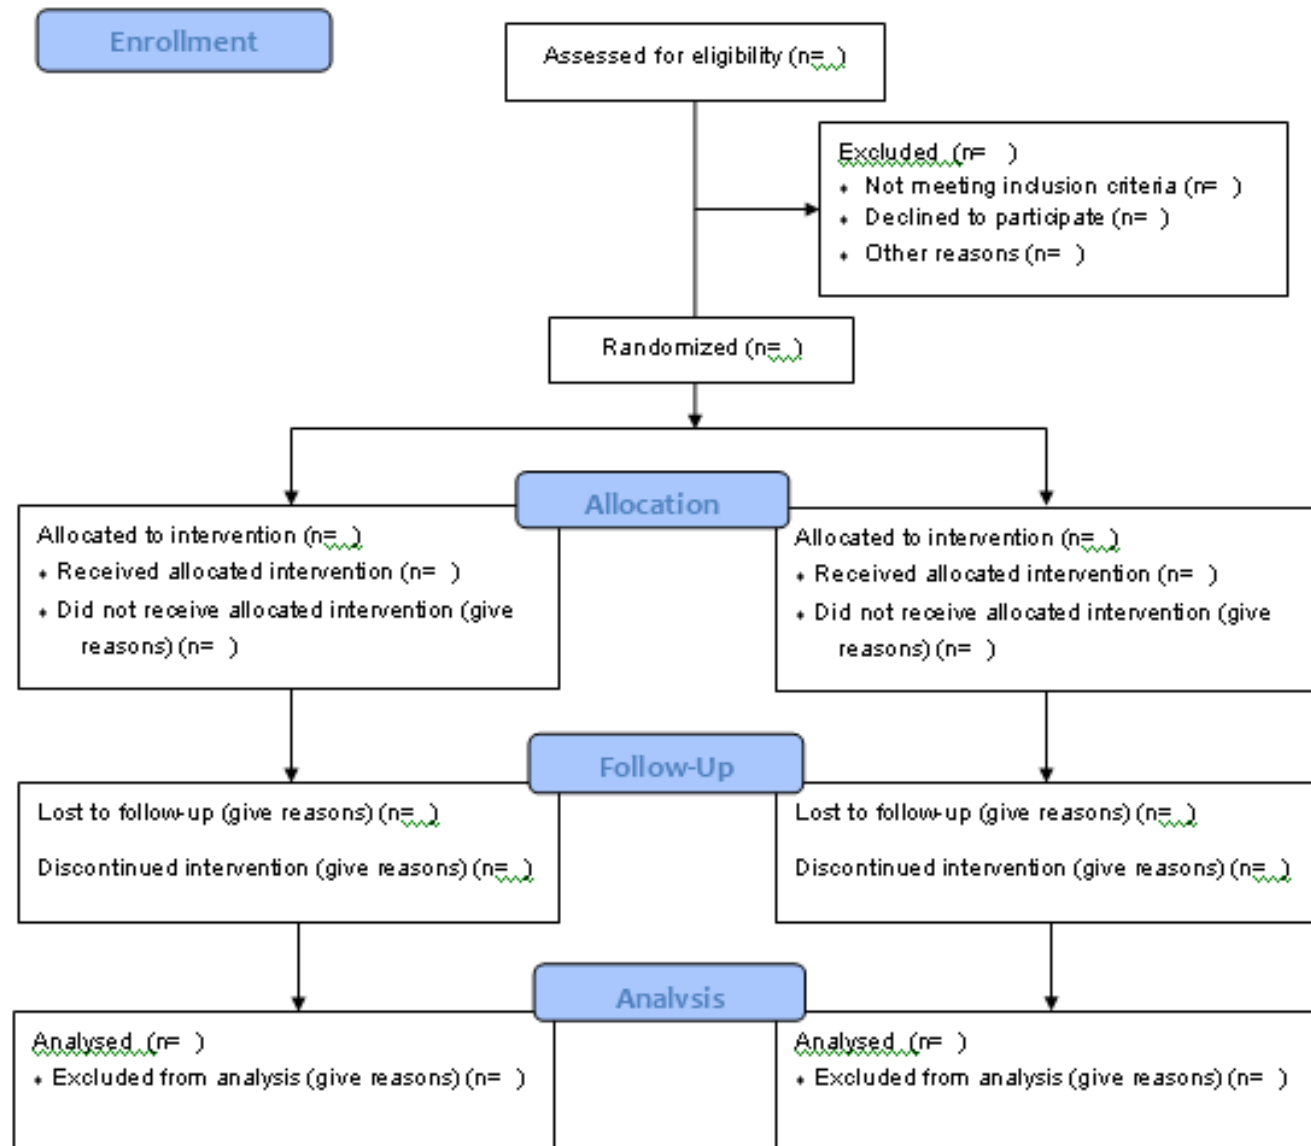 Enrollment
Assessed for eligibility (n= )
Excluded (n= )
♦ Not meeting inclusion criteria (n= )
♦ Declined to participate (n= )
♦ Other reasons (n= )
Randomized (n= )
Allocation
Allocated to intervention (n= )
♦ Received allocated intervention (n= )
♦ Did not receive allocated intervention (give
reasons) (n= )
Allocated to intervention (n= )
♦ Received allocated intervention (n= )
♦ Did not receive allocated intervention (give
reasons) (n= )
Follow-Up
Lost to follow-up (give reasons) (n= )
Discontinued intervention (give reasons) (n= )
Lost to follow-up (give reasons) (n= )
Discontinued intervention (give reasons) (n= )
Analysis
Analysed (n= )
♦ Excluded from analysis (give reasons) (n= )
Analysed (n= )
♦ Excluded from analysis (give reasons) (n= )